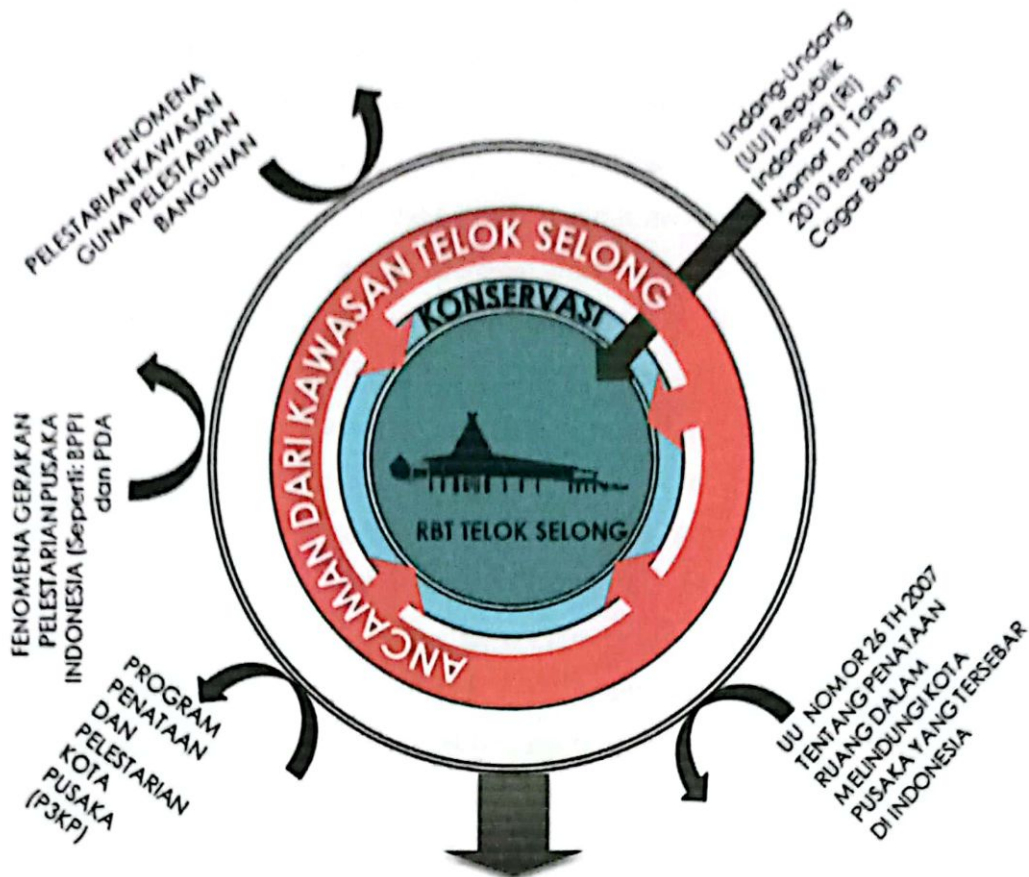 FENOMENA
PELESTARIAN KAWASAN
GUNA PELESTARIAN
BANGUNAN
Undang-Undang
(UU) Republik
Indonesia (RI)
Nomor 11 Tahun
2010 tentang
Cagar Budaya
ANCAMAN DARI KAWASAN TELOK SELONG
KONSERVASI
RBT TELOK SELONG
FENOMENA GERAKAN
PELESTARIAN PUSAKA
INDONESIA (Seperti: BPPI
dan PDA
PROGRAM
PENATAAN
DAN
PELESTARIAN
KOTA
PUSAKA
(P3KP)
UU NOMOR 26 TH 2007
TENTANG PENATAAN
RUANG DALAM
MELINDUNGI KOTA
PUSAKA YANG TERSEBAR
DI INDONESIA